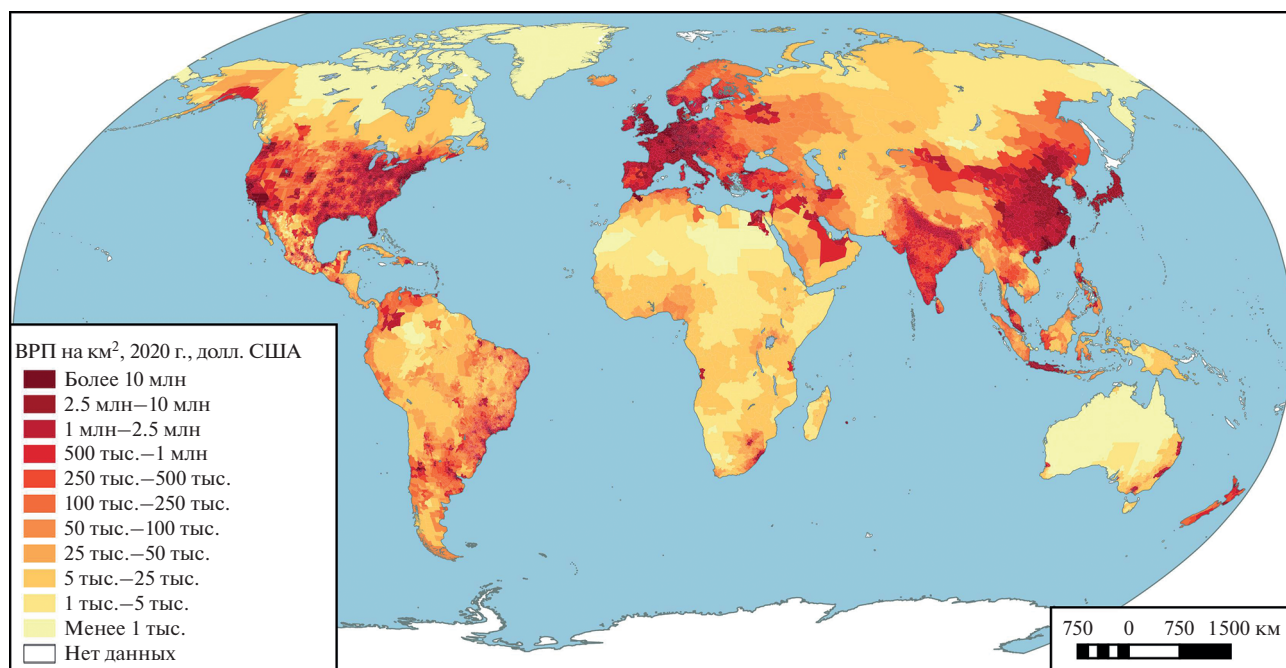 ВРП на км², 2020 г., долл. США
Более 10 млн
2.5 млн–10 млн
1 млн–2.5 млн
500 тыс.–1 млн
250 тыс.–500 тыс.
100 тыс.–250 тыс.
50 тыс.–100 тыс.
25 тыс.–50 тыс.
5 тыс.–25 тыс.
1 тыс.–5 тыс.
Менее 1 тыс.
Нет данных
750 0 750 1500 км